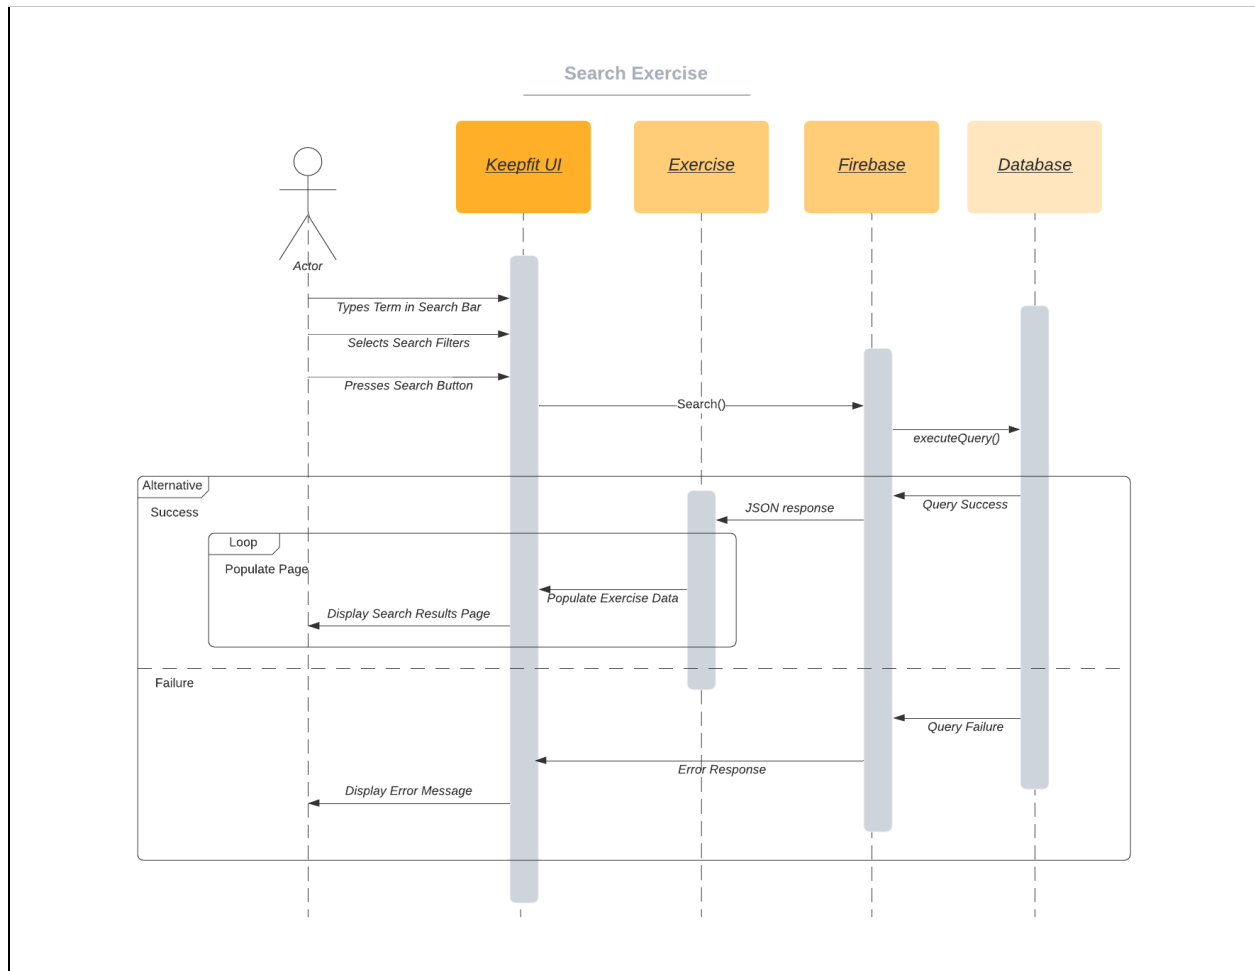 Search Exercise
Keepfit UI
Exercise
Firebase
Database
Actor
Types Term in Search Bar
Selects Search Filters
Presses Search Button
Search()
executeQuery()
Alternative
Success
Query Success
JSON response
Loop
Populate Page
Populate Exercise Data
Display Search Results Page
Failure
Query Failure
Error Response
Display Error Message